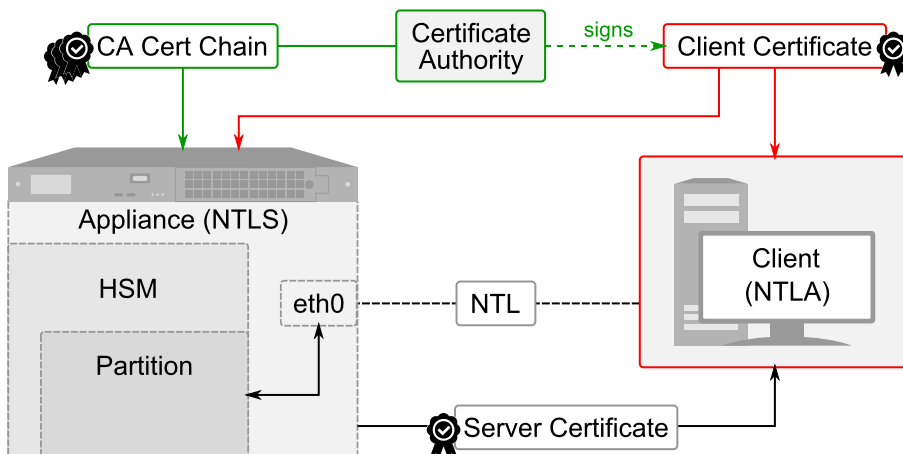 CA Cert Chain
Certificate
Authority
signs
Client Certificate
Appliance (NTLS)
HSM
eth0
NTL
Client
(NTLA)
Partition
Server Certificate